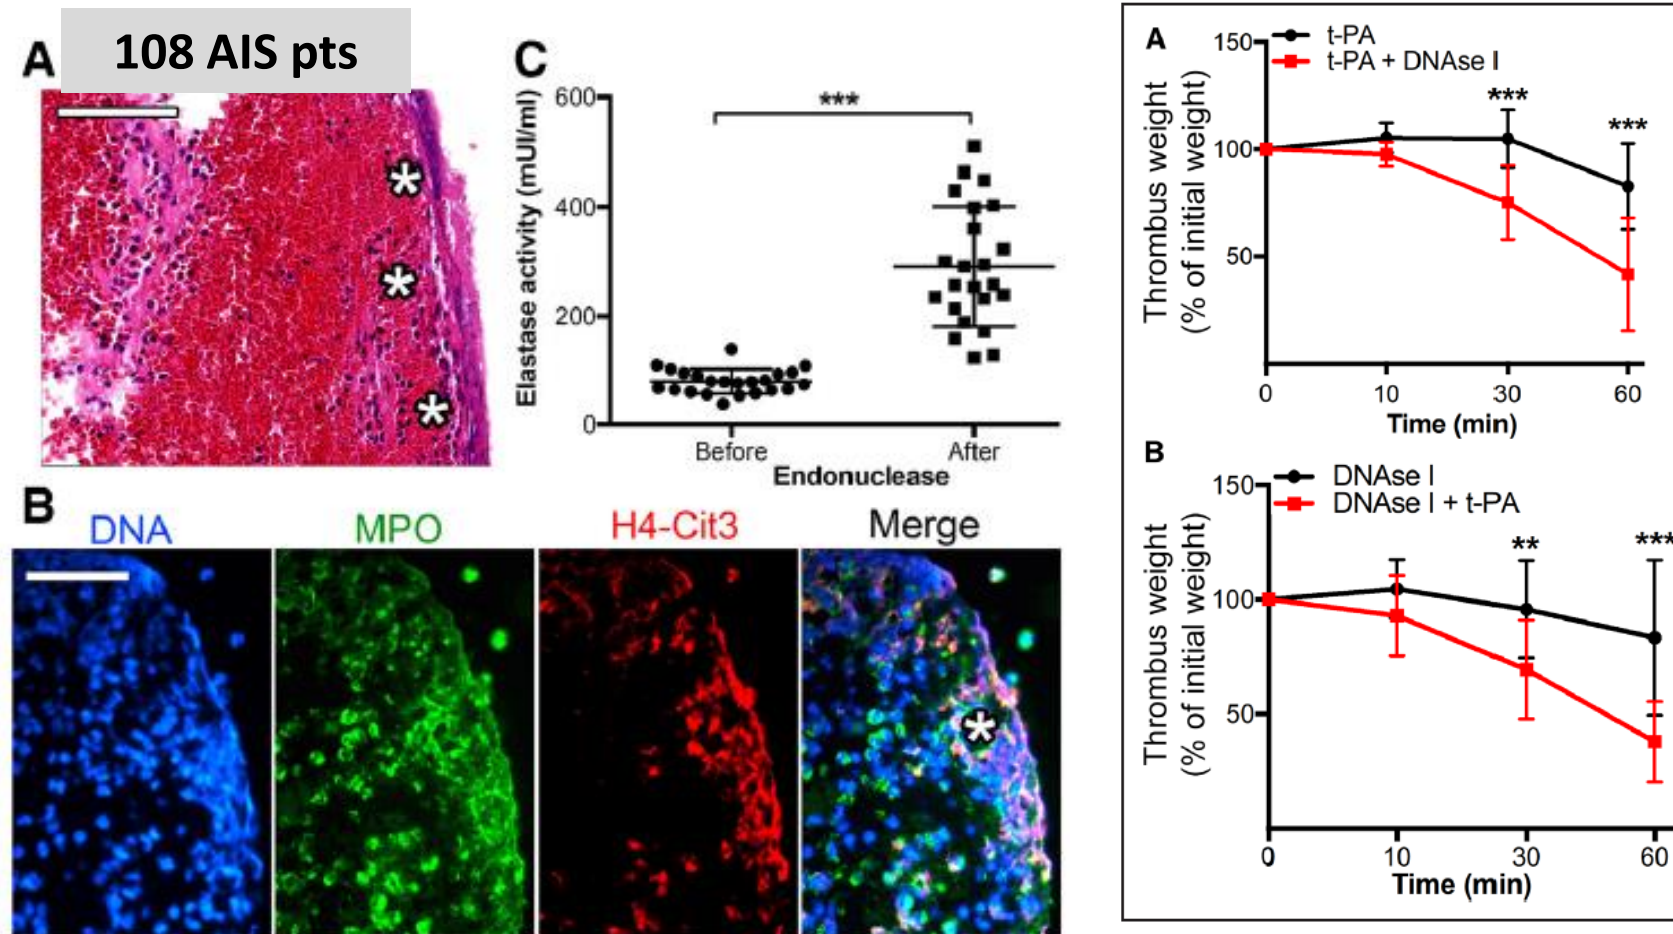 108 AIS pts
A
*
*
*
C
Elastase activity (mUI/ml)
600
400
200
0
***
Before
After
Endonuclease
B
DNA
MPO
H4-Cit3
Merge
*
A
t-PA
t-PA + DNAse I
Thrombus weight
(% of initial weight)
150
100
50
***
***
0
10
30
60
Time (min)
B
DNAse I
DNAse I + t-PA
Thrombus weight
(% of initial weight)
150
100
50
**
***
0
10
30
60
Time (min)